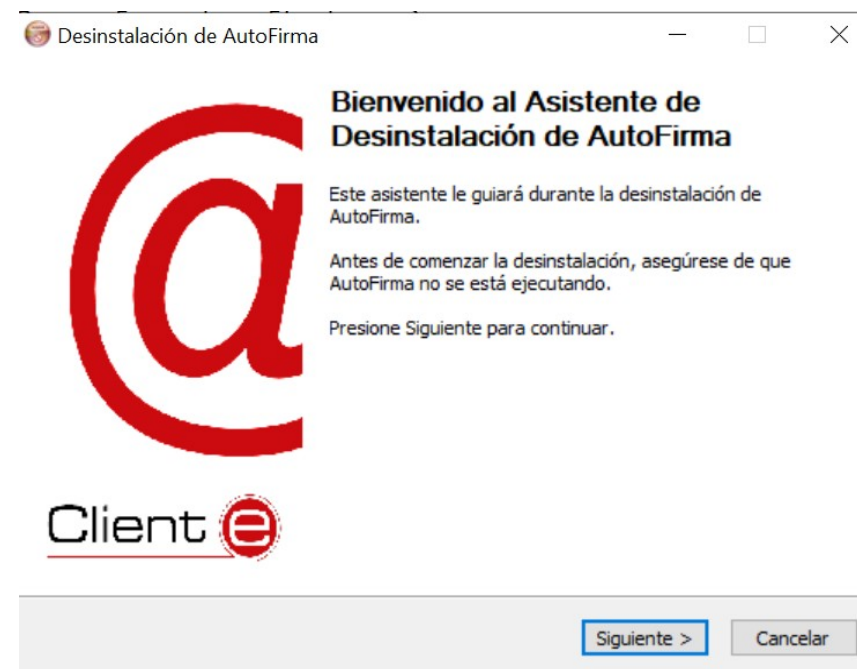 Desinstalación de AutoFirma
Bienvenido al Asistente de
Desinstalación de AutoFirma
Este asistente le guiará durante la desinstalación de
AutoFirma.
Antes de comenzar la desinstalación, asegúrese de que
AutoFirma no se está ejecutando.
Presione Siguiente para continuar.
@
Client e
Siguiente >
Cancelar